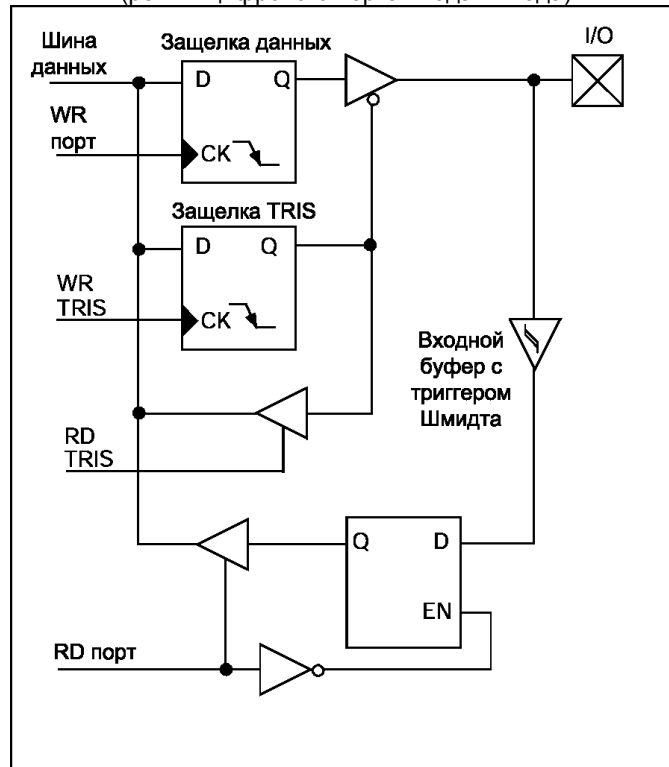 Шина
данных
Защелка данных
I/O
D Q
WR
порт
CK
Защелка TRIS
D Q
WR
TRIS
CK
Входной
буфер с
триггером
Шмидта
RD
TRIS
Q D
EN
RD порт